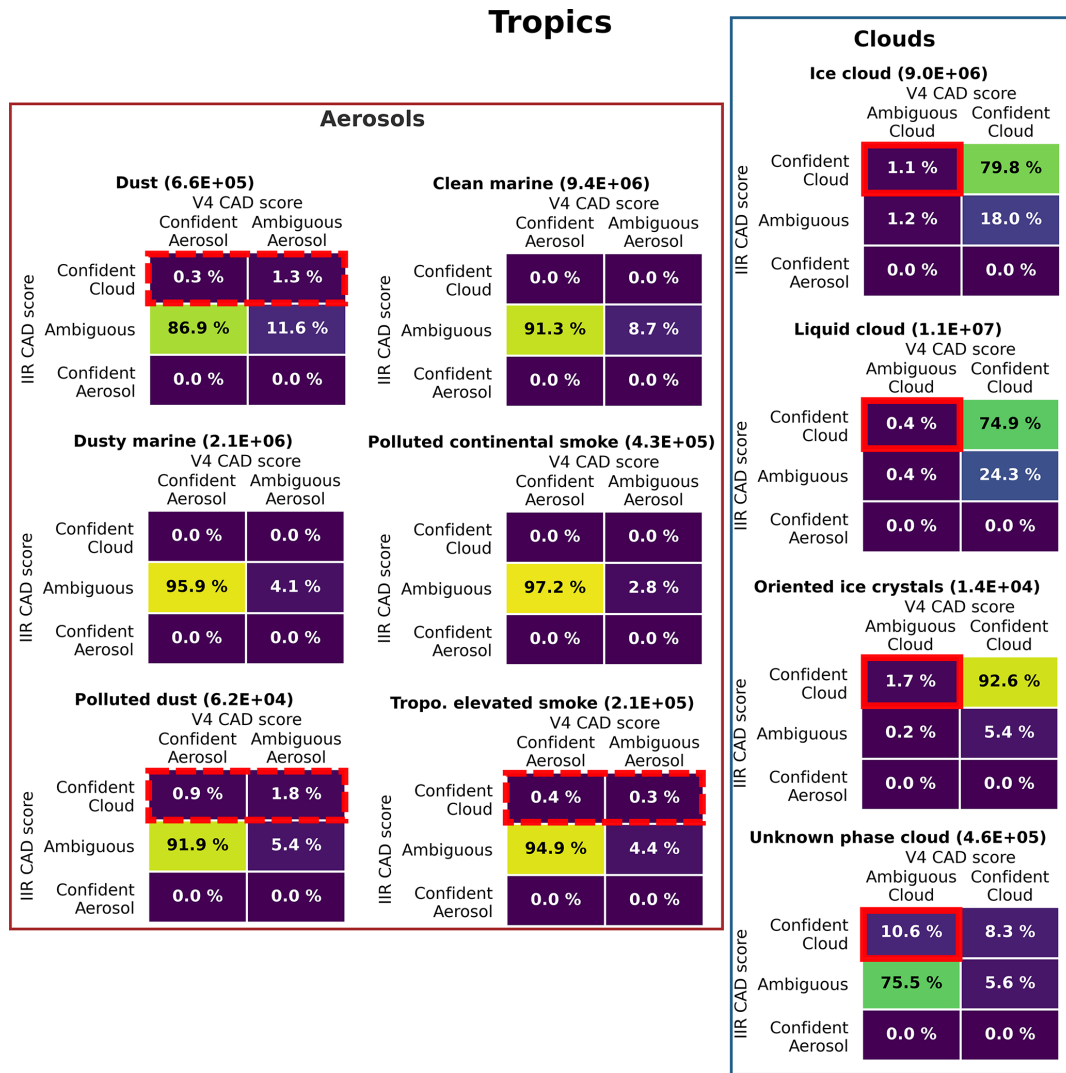 Tropics
Aerosols
Dust (6.6E+05)
V4 CAD score
Confident Aerosol
Ambiguous Aerosol
IIR CAD score
Confident Cloud
0.3 %
1.3 %
Ambiguous
86.9 %
11.6 %
Confident Aerosol
0.0 %
0.0 %
Clean marine (9.4E+06)
V4 CAD score
Confident Aerosol
Ambiguous Aerosol
IIR CAD score
Confident Cloud
0.0 %
0.0 %
Ambiguous
91.3 %
8.7 %
Confident Aerosol
0.0 %
0.0 %
Dusty marine (2.1E+06)
V4 CAD score
Confident Aerosol
Ambiguous Aerosol
IIR CAD score
Confident Cloud
0.0 %
0.0 %
Ambiguous
95.9 %
4.1 %
Confident Aerosol
0.0 %
0.0 %
Polluted continental smoke (4.3E+05)
V4 CAD score
Confident Aerosol
Ambiguous Aerosol
IIR CAD score
Confident Cloud
0.0 %
0.0 %
Ambiguous
97.2 %
2.8 %
Confident Aerosol
0.0 %
0.0 %
Polluted dust (6.2E+04)
V4 CAD score
Confident Aerosol
Ambiguous Aerosol
IIR CAD score
Confident Cloud
0.9 %
1.8 %
Ambiguous
91.9 %
5.4 %
Confident Aerosol
0.0 %
0.0 %
Tropo. elevated smoke (2.1E+05)
V4 CAD score
Confident Aerosol
Ambiguous Aerosol
IIR CAD score
Confident Cloud
0.4 %
0.3 %
Ambiguous
94.9 %
4.4 %
Confident Aerosol
0.0 %
0.0 %
Clouds
Ice cloud (9.0E+06)
V4 CAD score
Ambiguous Cloud
Confident Cloud
IIR CAD score
Confident Cloud
1.1 %
79.8 %
Ambiguous
1.2 %
18.0 %
Confident Aerosol
0.0 %
0.0 %
Liquid cloud (1.1E+07)
V4 CAD score
Ambiguous Cloud
Confident Cloud
IIR CAD score
Confident Cloud
0.4 %
74.9 %
Ambiguous
0.4 %
24.3 %
Confident Aerosol
0.0 %
0.0 %
Oriented ice crystals (1.4E+04)
V4 CAD score
Ambiguous Cloud
Confident Cloud
IIR CAD score
Confident Cloud
1.7 %
92.6 %
Ambiguous
0.2 %
5.4 %
Confident Aerosol
0.0 %
0.0 %
Unknown phase cloud (4.6E+05)
V4 CAD score
Ambiguous Cloud
Confident Cloud
IIR CAD score
Confident Cloud
10.6 %
8.3 %
Ambiguous
75.5 %
5.6 %
Confident Aerosol
0.0 %
0.0 %